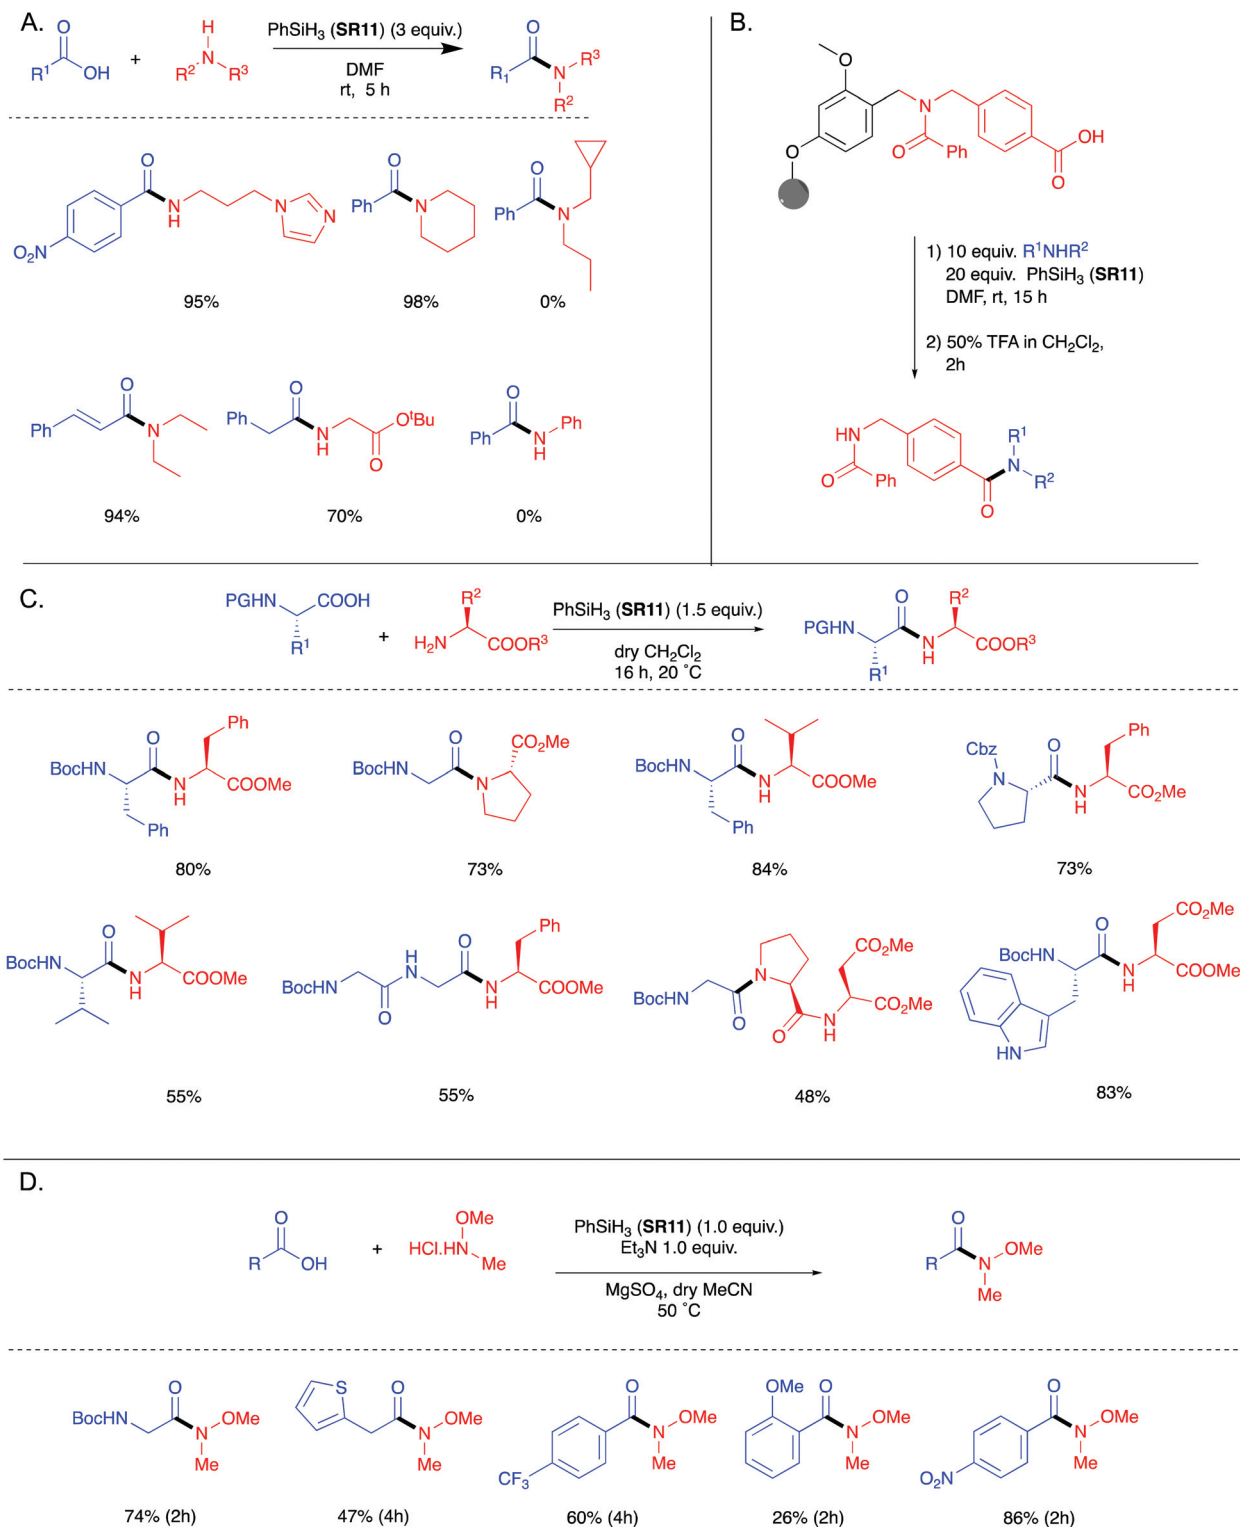 A.
O
R¹
OH
+
H
N
R²
R³
PhSiH₃ (SR11) (3 equiv.)
DMF
rt, 5 h
O
R₁
N
R³
R²
O
N
H
N
N
O₂N
95%
O
Ph
N
98%
O
Ph
N
0%
O
Ph
N
94%
Ph
O
N
H
O
OᵗBu
70%
O
Ph
N
H
Ph
0%
B.
O
O
N
O
Ph
OH
O
1) 10 equiv. R¹NHR²
20 equiv. PhSiH₃ (SR11)
DMF, rt, 15 h
2) 50% TFA in CH₂Cl₂,
2h
HN
O
Ph
R¹
N
R²
O
C.
PGHN
COOH
R¹
+
R²
H₂N
COOR³
PhSiH₃ (SR11) (1.5 equiv.)
dry CH₂Cl₂
16 h, 20 ˚C
O
R²
PGHN
N
H
COOR³
R¹
Ph
O
BocHN
N
H
COOMe
Ph
80%
O
CO₂Me
BocHN
N
73%
O
BocHN
N
H
COOMe
Ph
84%
Cbz
N
O
Ph
N
H
CO₂Me
73%
O
BocHN
N
H
COOMe
55%
H
N
O
Ph
BocHN
O
N
H
COOMe
55%
N
CO₂Me
BocHN
O
O
N
H
CO₂Me
48%
CO₂Me
O
BocHN
N
H
COOMe
HN
83%
D.
O
R
OH
+
OMe
HCl.HN
Me
PhSiH₃ (SR11) (1.0 equiv.)
Et₃N 1.0 equiv.
MgSO₄, dry MeCN
50 ˚C
O
R
N
OMe
Me
O
BocHN
N
OMe
Me
74% (2h)
S
O
N
OMe
Me
47% (4h)
O
N
OMe
Me
CF₃
60% (4h)
OMe
O
N
OMe
Me
26% (2h)
O
N
OMe
Me
O₂N
86% (2h)